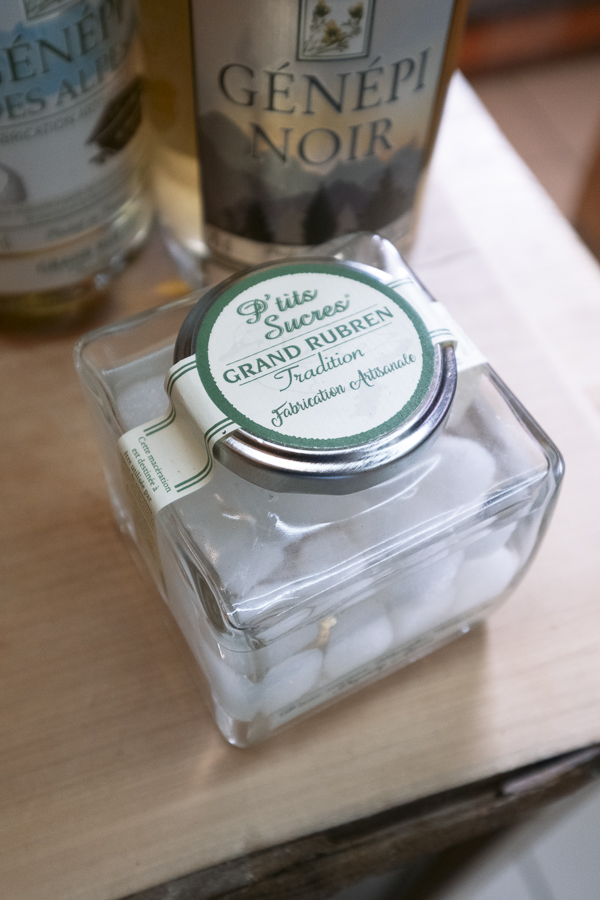 GÉNÉPI
DES ALPES
GÉNÉPI
NOIR
P'tits
Sucres
GRAND RUBREN
Tradition
Fabrication Artisanale
Cette macération
est destinée à